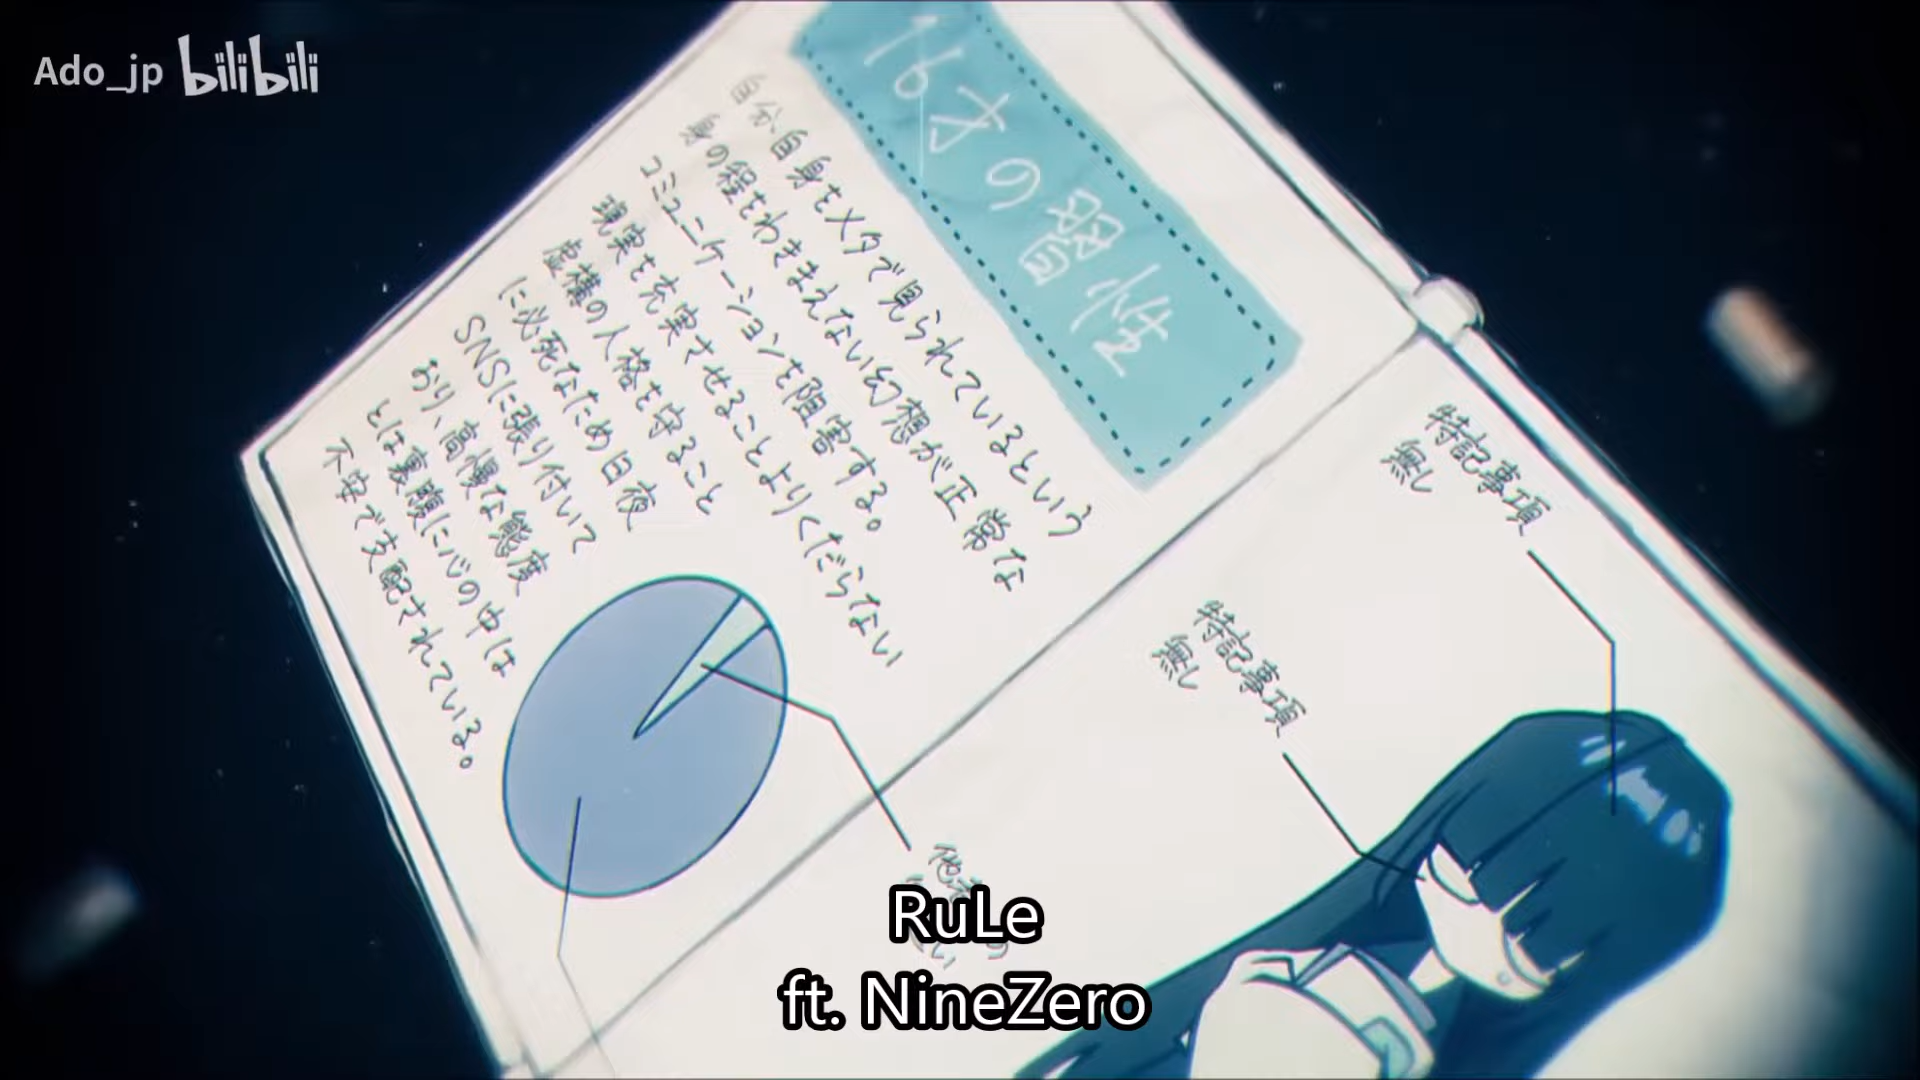 Ado_jp bilibili
16才の習性
自分自身をメタで見られているという
身の程をわきまえない幻想が正常な
コミュニケーションを阻害する。
現実を充実させることよりくだらない
虚構の人格を守ること
に必死なため日夜
SNSに張り付いて
おり、高慢な態度
とは裏腹に心の中は
不安で支配されている。
特記事項
無し
特記事項
無し
RuLe
ft. NineZero